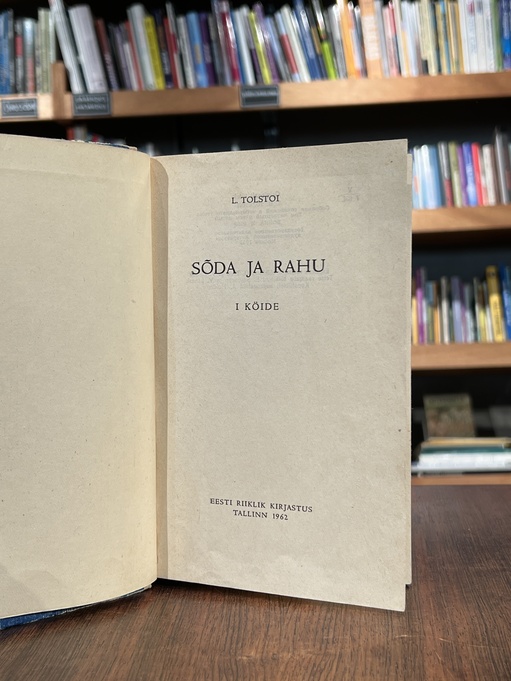 L. TOLSTOI
SÕDA JA RAHU
I KÖIDE
EESTI RIIKLIK KIRJASTUS
TALLINN 1962